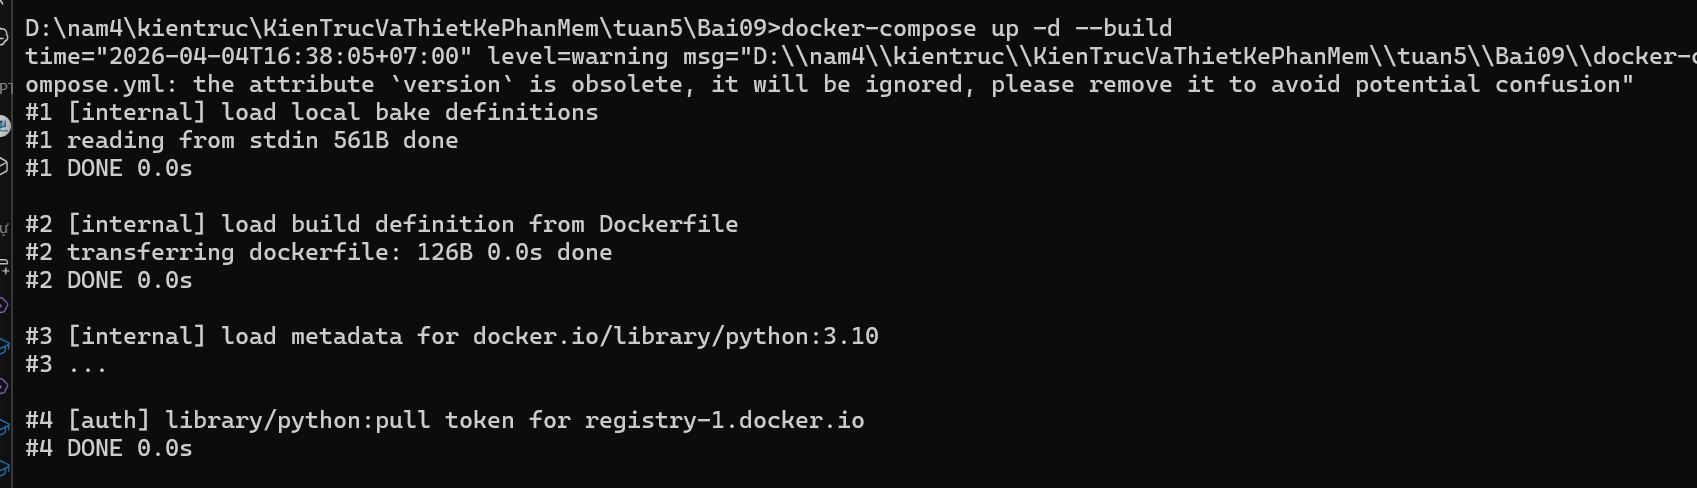 D:\nam4\kientruc\KienTrucVaThietKePhanMem\tuan5\Bai09>docker-compose up -d --build
time="2026-04-04T16:38:05+07:00" level=warning msg="D:\\nam4\\kientruc\\KienTrucVaThietKePhanMem\\tuan5\\Bai09\\docker-c
ompose.yml: the attribute `version` is obsolete, it will be ignored, please remove it to avoid potential confusion"
#1 [internal] load local bake definitions
#1 reading from stdin 561B done
#1 DONE 0.0s
#2 [internal] load build definition from Dockerfile
#2 transferring dockerfile: 126B 0.0s done
#2 DONE 0.0s
#3 [internal] load metadata for docker.io/library/python:3.10
#3 ...
#4 [auth] library/python:pull token for registry-1.docker.io
#4 DONE 0.0s